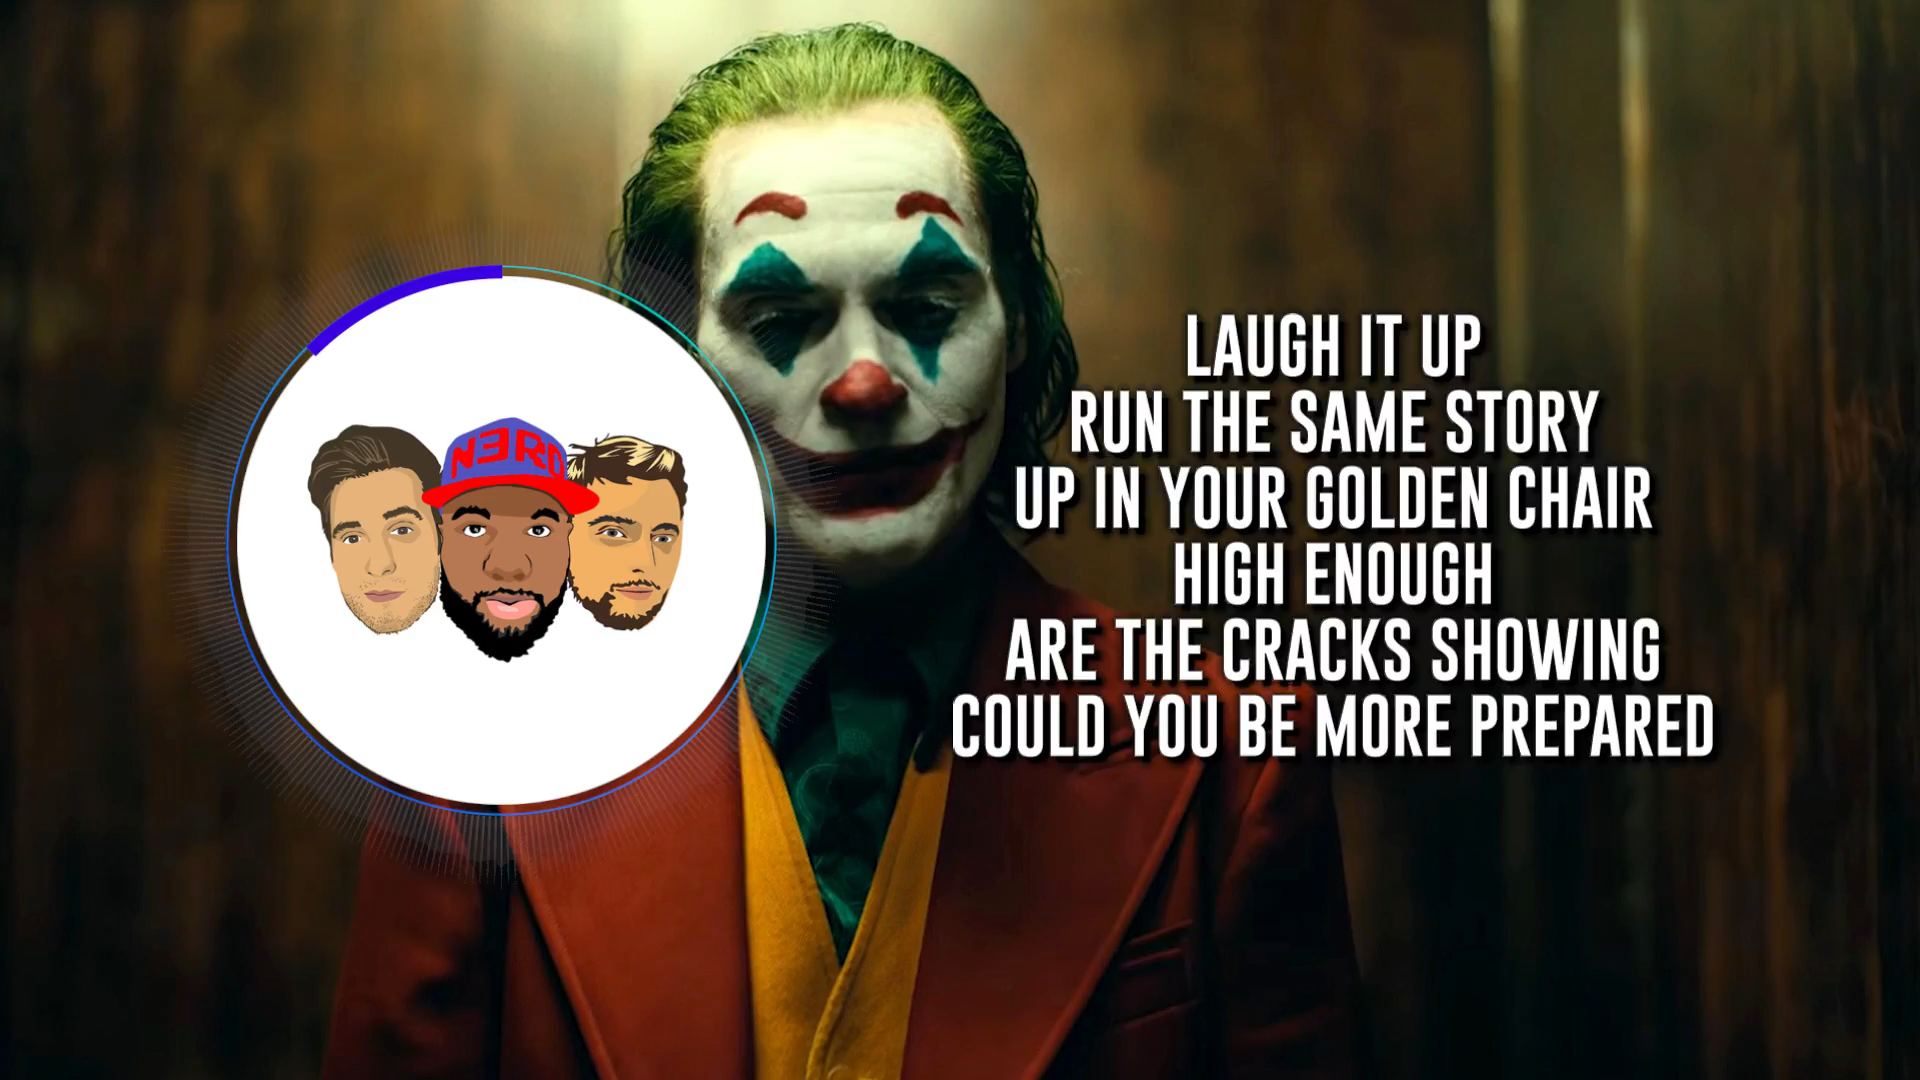 N3RD
LAUGH IT UP
RUN THE SAME STORY
UP IN YOUR GOLDEN CHAIR
HIGH ENOUGH
ARE THE CRACKS SHOWING
COULD YOU BE MORE PREPARED